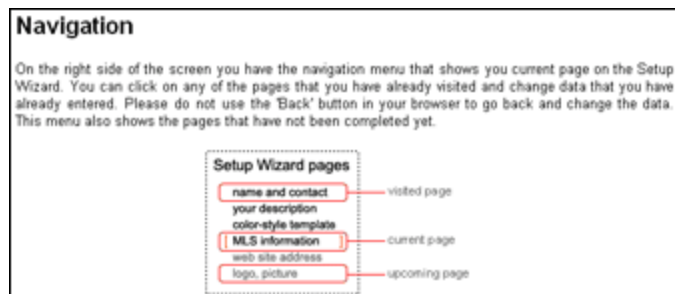 Navigation
On the right side of the screen you have the navigation menu that shows you current page on the Setup
Wizard. You can click on any of the pages that you have already visited and change data that you have
already entered. Please do not use the 'Back' button in your browser to go back and change the data.
This menu also shows the pages that have not been completed yet.
Setup Wizard pages
name and contact visited page
your description
color-style template
[ MLS information ] current page
web site address
logo, picture upcoming page